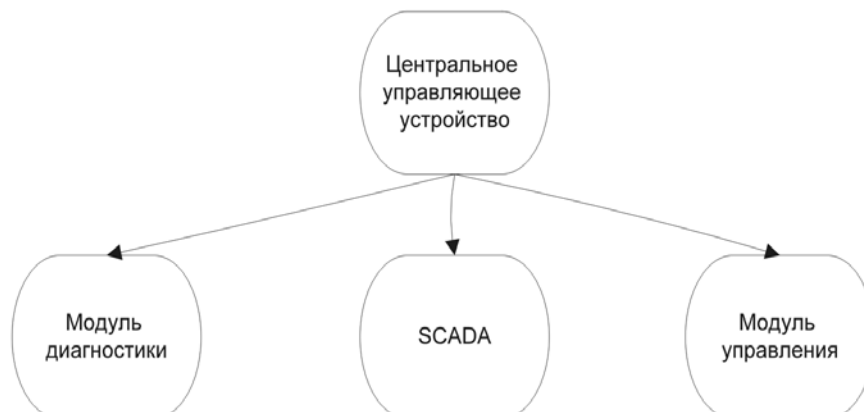 Центральное
управляющее
устройство
Модуль
диагностики
SCADA
Модуль
управления